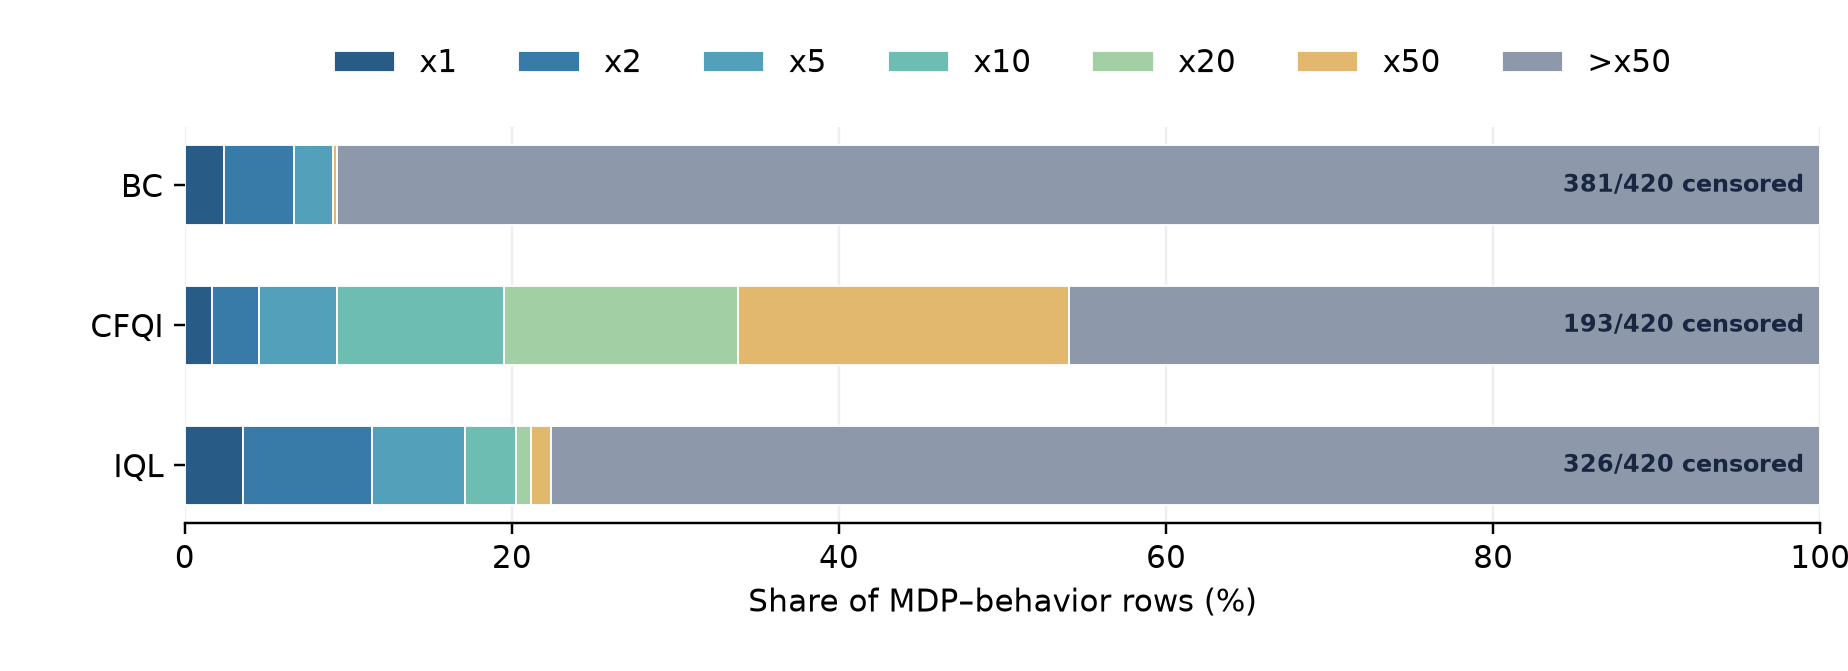 x1 x2 x5 x10 x20 x50 >x50
BC 381/420 censored
CFQI 193/420 censored
IQL 326/420 censored
0 20 40 60 80 100
Share of MDP–behavior rows (%)